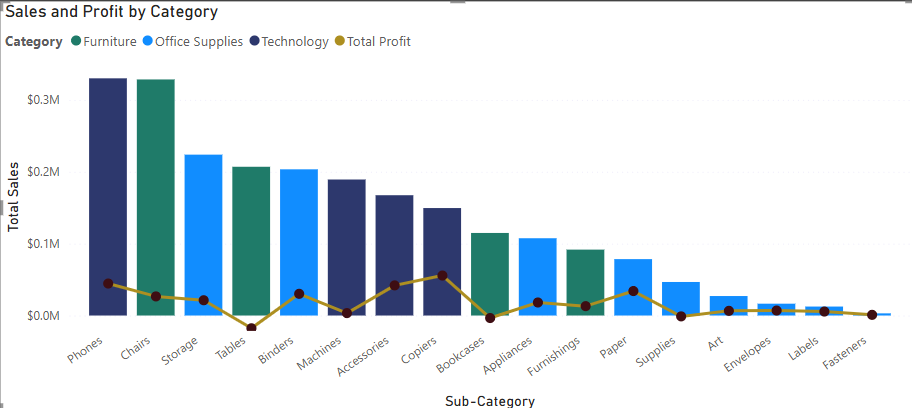 Sales and Profit by Category
Category Furniture Office Supplies Technology Total Profit
Total Sales
$0.3M
$0.2M
$0.1M
$0.0M
Phones Chairs Storage Tables Binders Machines Accessories Copiers Bookcases Appliances Furnishings Paper Supplies Art Envelopes Labels Fasteners
Sub-Category